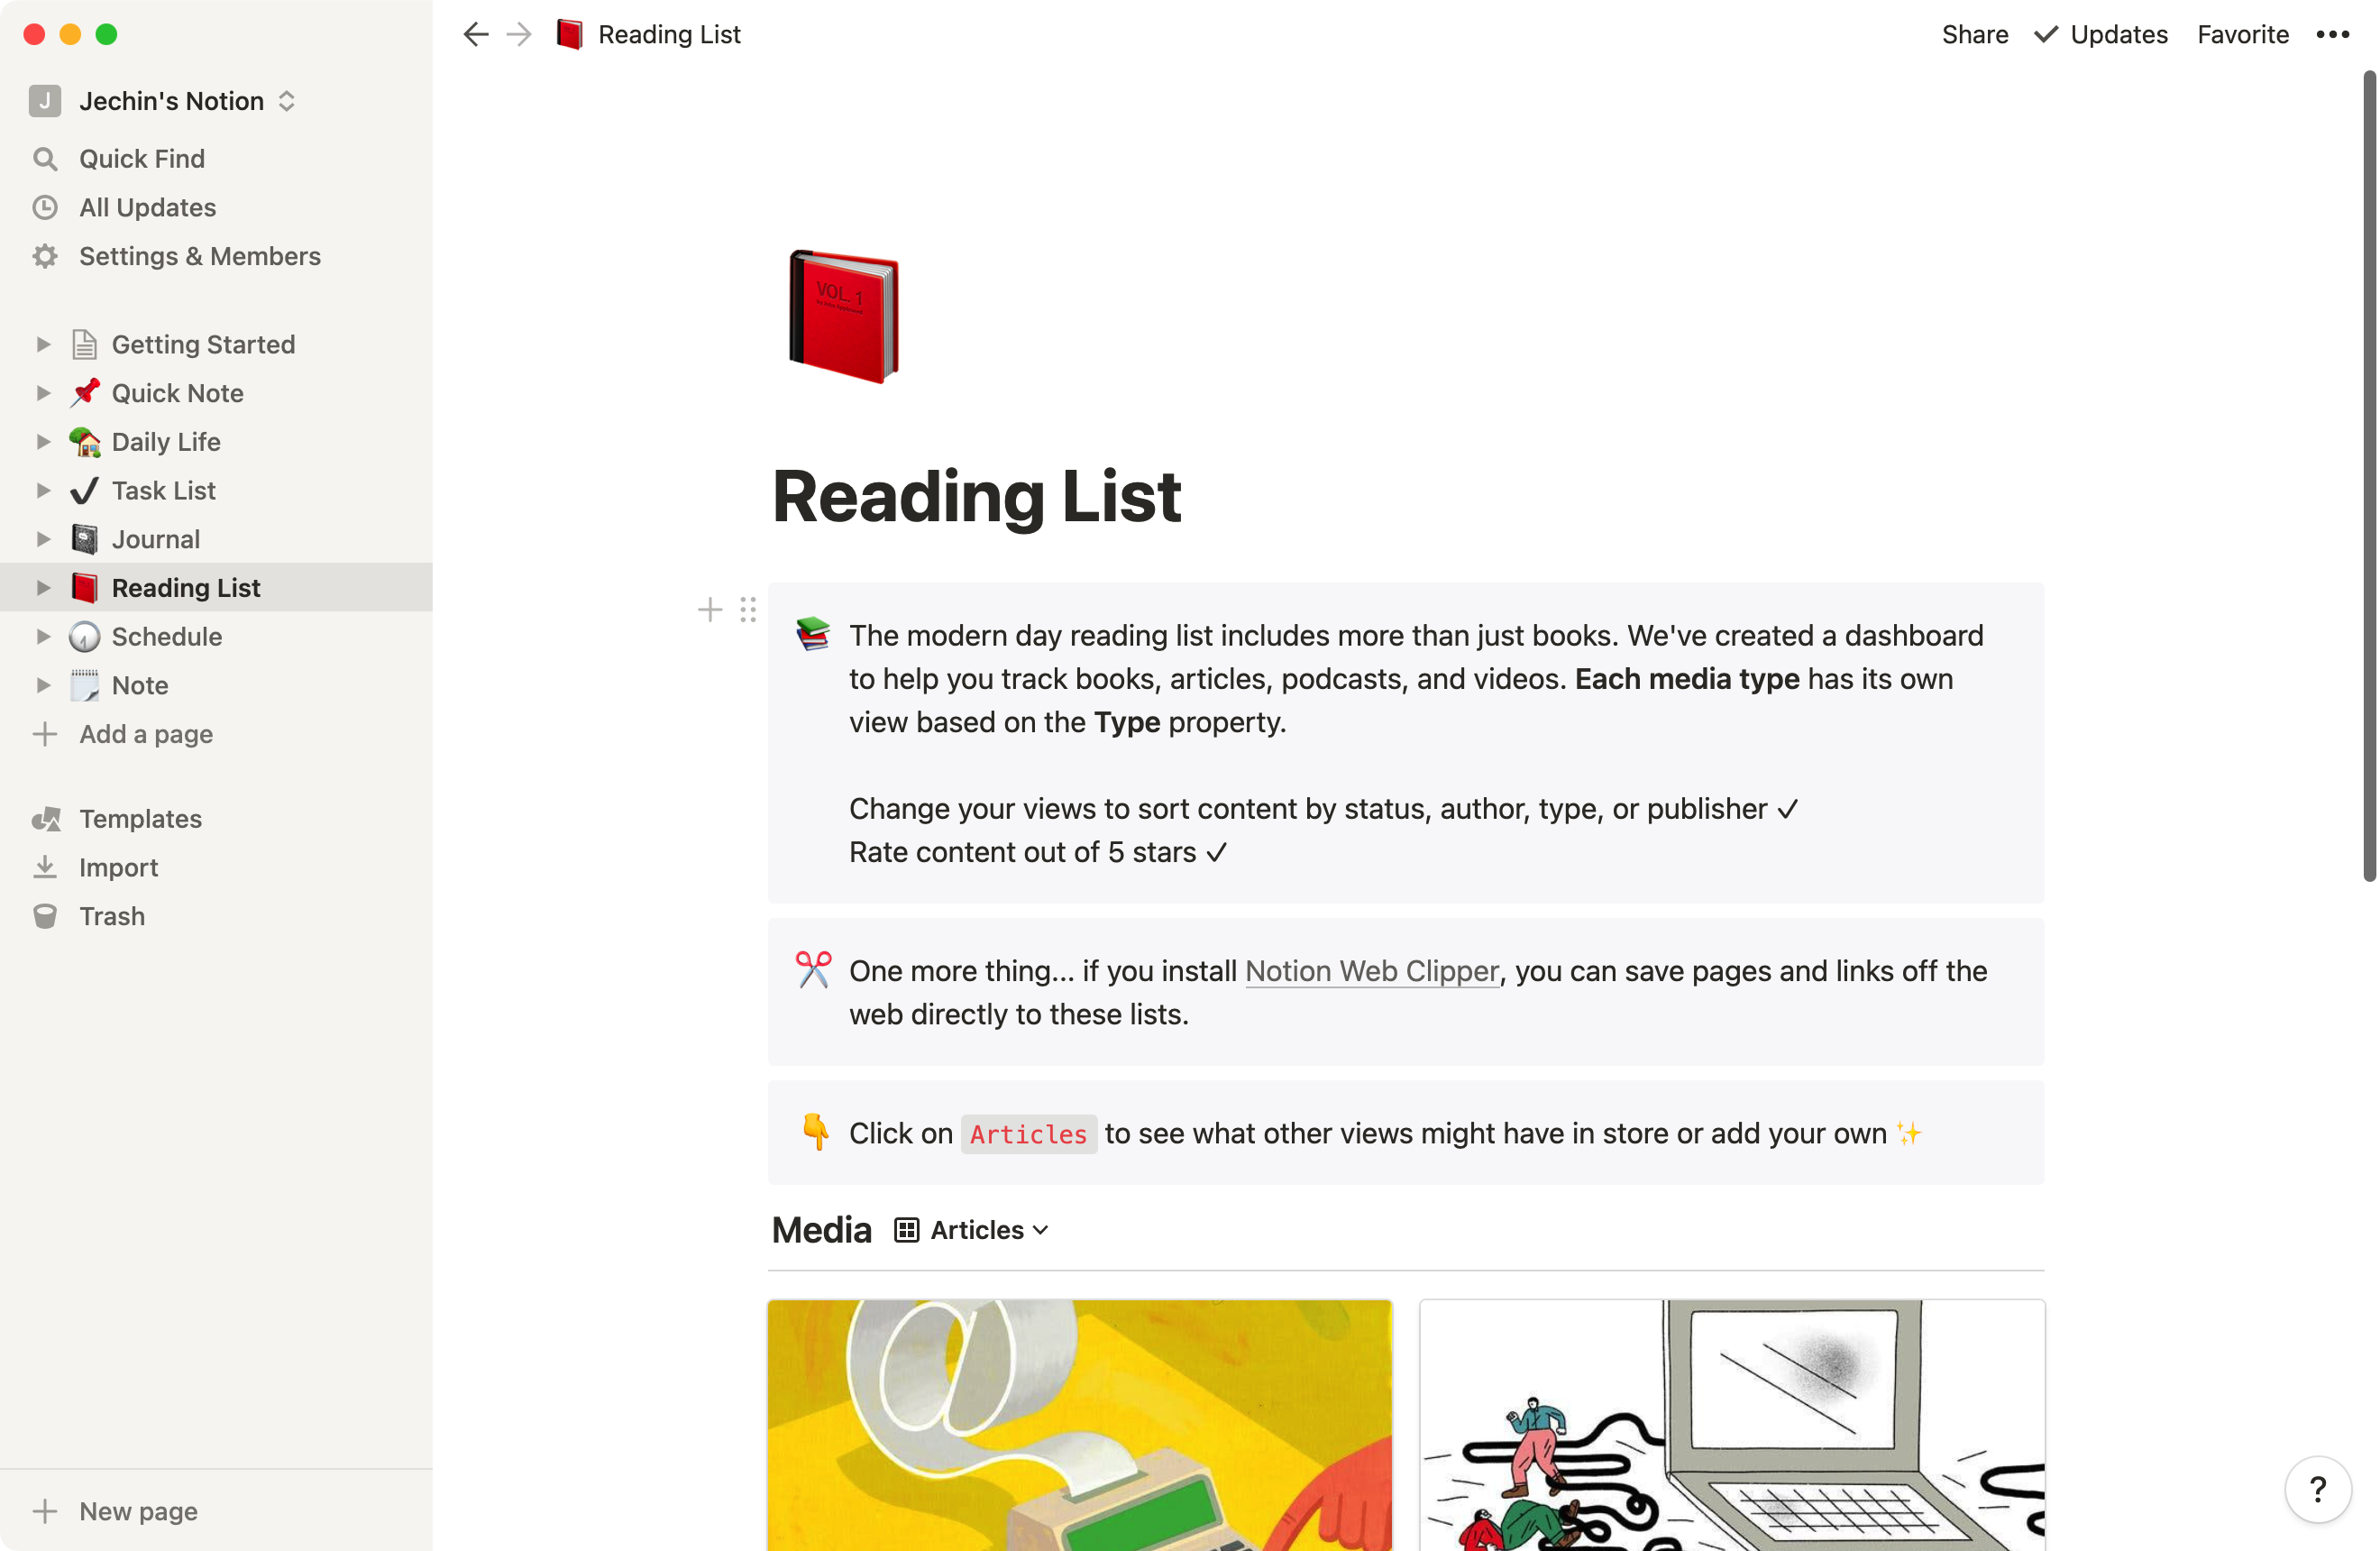 Reading List
Share
Updates
Favorite
J
Jechin's Notion
Quick Find
All Updates
Settings & Members
Getting Started
Quick Note
Daily Life
Task List
Journal
Reading List
Schedule
Note
Add a page
Templates
Import
Trash
New page
VOL. 1
Reading List
The modern day reading list includes more than just books. We've created a dashboard
to help you track books, articles, podcasts, and videos. Each media type has its own
view based on the Type property.
Change your views to sort content by status, author, type, or publisher ✓
Rate content out of 5 stars ✓
One more thing... if you install Notion Web Clipper, you can save pages and links off the
web directly to these lists.
Click on Articles to see what other views might have in store or add your own ✨
Media
Articles
@
?